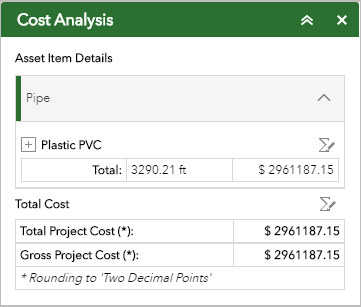 Cost Analysis
Asset Item Details
Pipe
Plastic PVC
Total: 3290.21 ft $ 2961187.15
Total Cost
Total Project Cost (*): $ 2961187.15
Gross Project Cost (*): $ 2961187.15
* Rounding to 'Two Decimal Points'